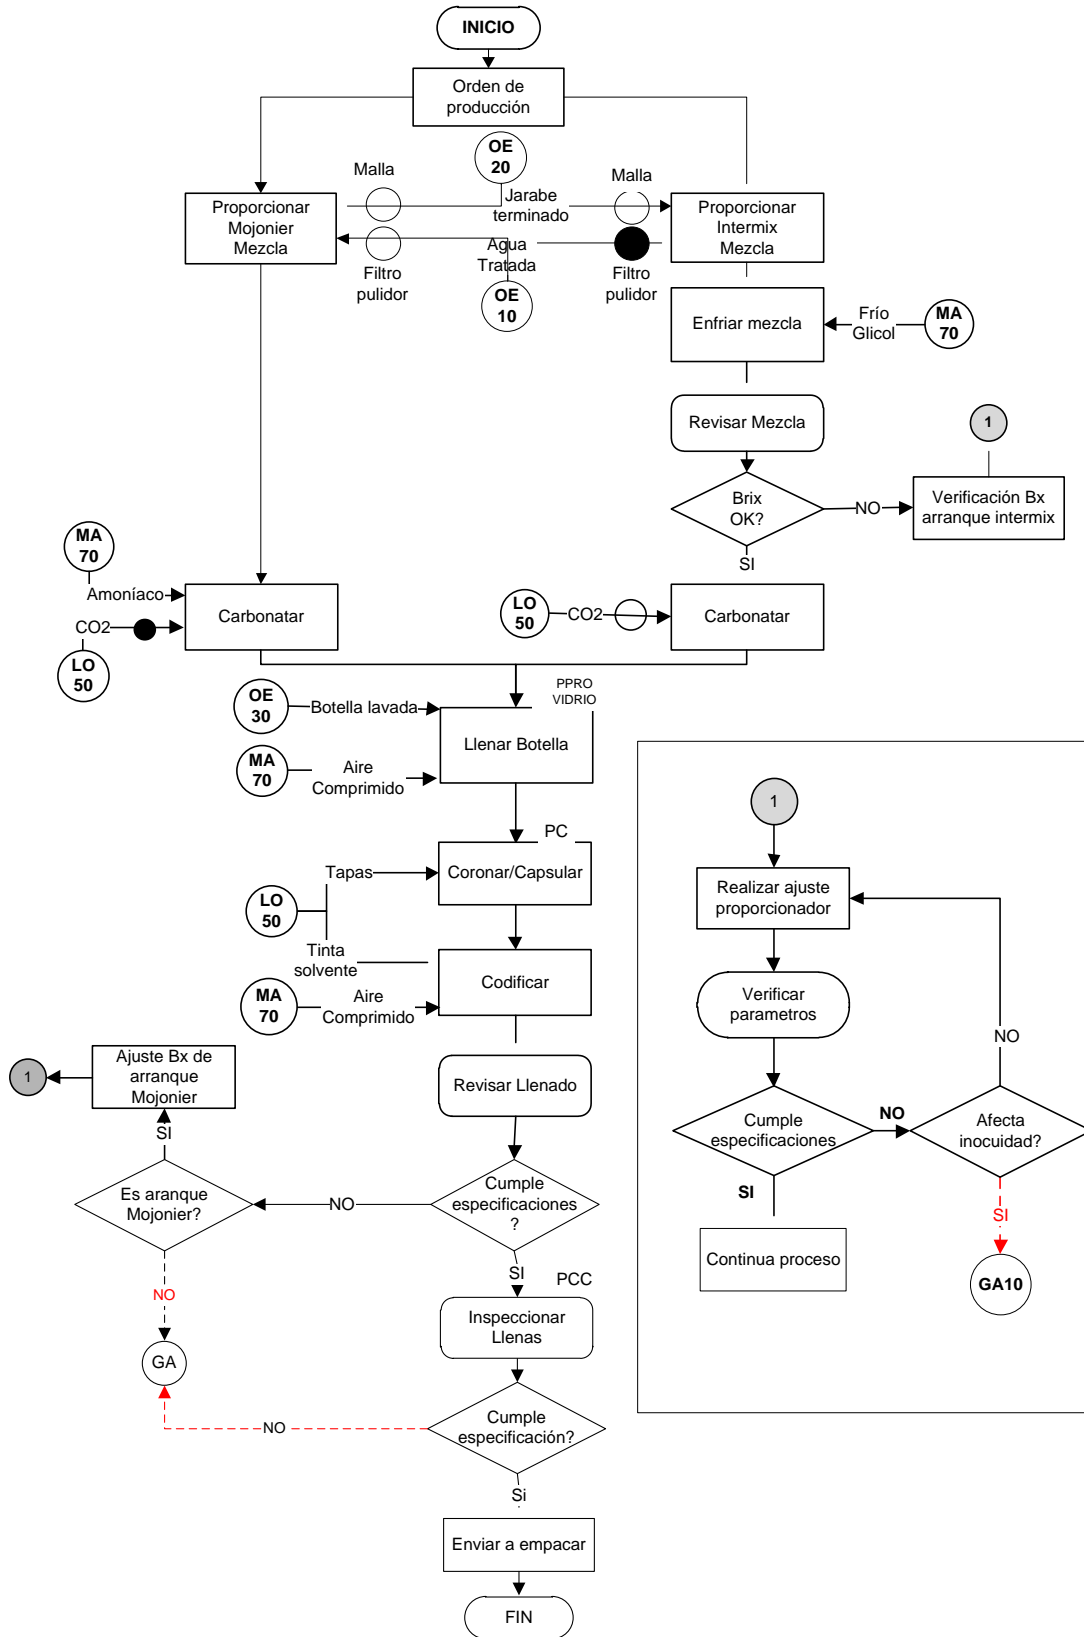 INICIO
Orden de
producción
OE
20
Malla
Malla
Jarabe
terminado
Proporcionar
Mojonier
Mezcla
Proporcionar
Intermix
Mezcla
Agua
Tratada
Filtro
pulidor
Filtro
pulidor
OE
10
Enfriar mezcla
Frío
Glicol
MA
70
Revisar Mezcla
1
Brix
OK?
NO
Verificación Bx
arranque intermix
SI
MA
70
Amoníaco
Carbonatar
CO2
LO
50
LO
50
CO2
Carbonatar
PPRO
VIDRIO
OE
30
Botella lavada
Llenar Botella
MA
70
Aire
Comprimido
PC
Tapas
Coronar/Capsular
LO
50
Tinta
solvente
Codificar
MA
70
Aire
Comprimido
1
Ajuste Bx de
arranque
Mojonier
Revisar Llenado
SI
Es aranque
Mojonier?
NO
Cumple
especificaciones
?
SI
PCC
NO
Inspeccionar
Llenas
GA
NO
Cumple
especificación?
Si
Enviar a empacar
FIN
1
Realizar ajuste
proporcionador
Verificar
parametros
NO
Cumple
especificaciones
NO
Afecta
inocuidad?
SI
SI
Continua proceso
GA10